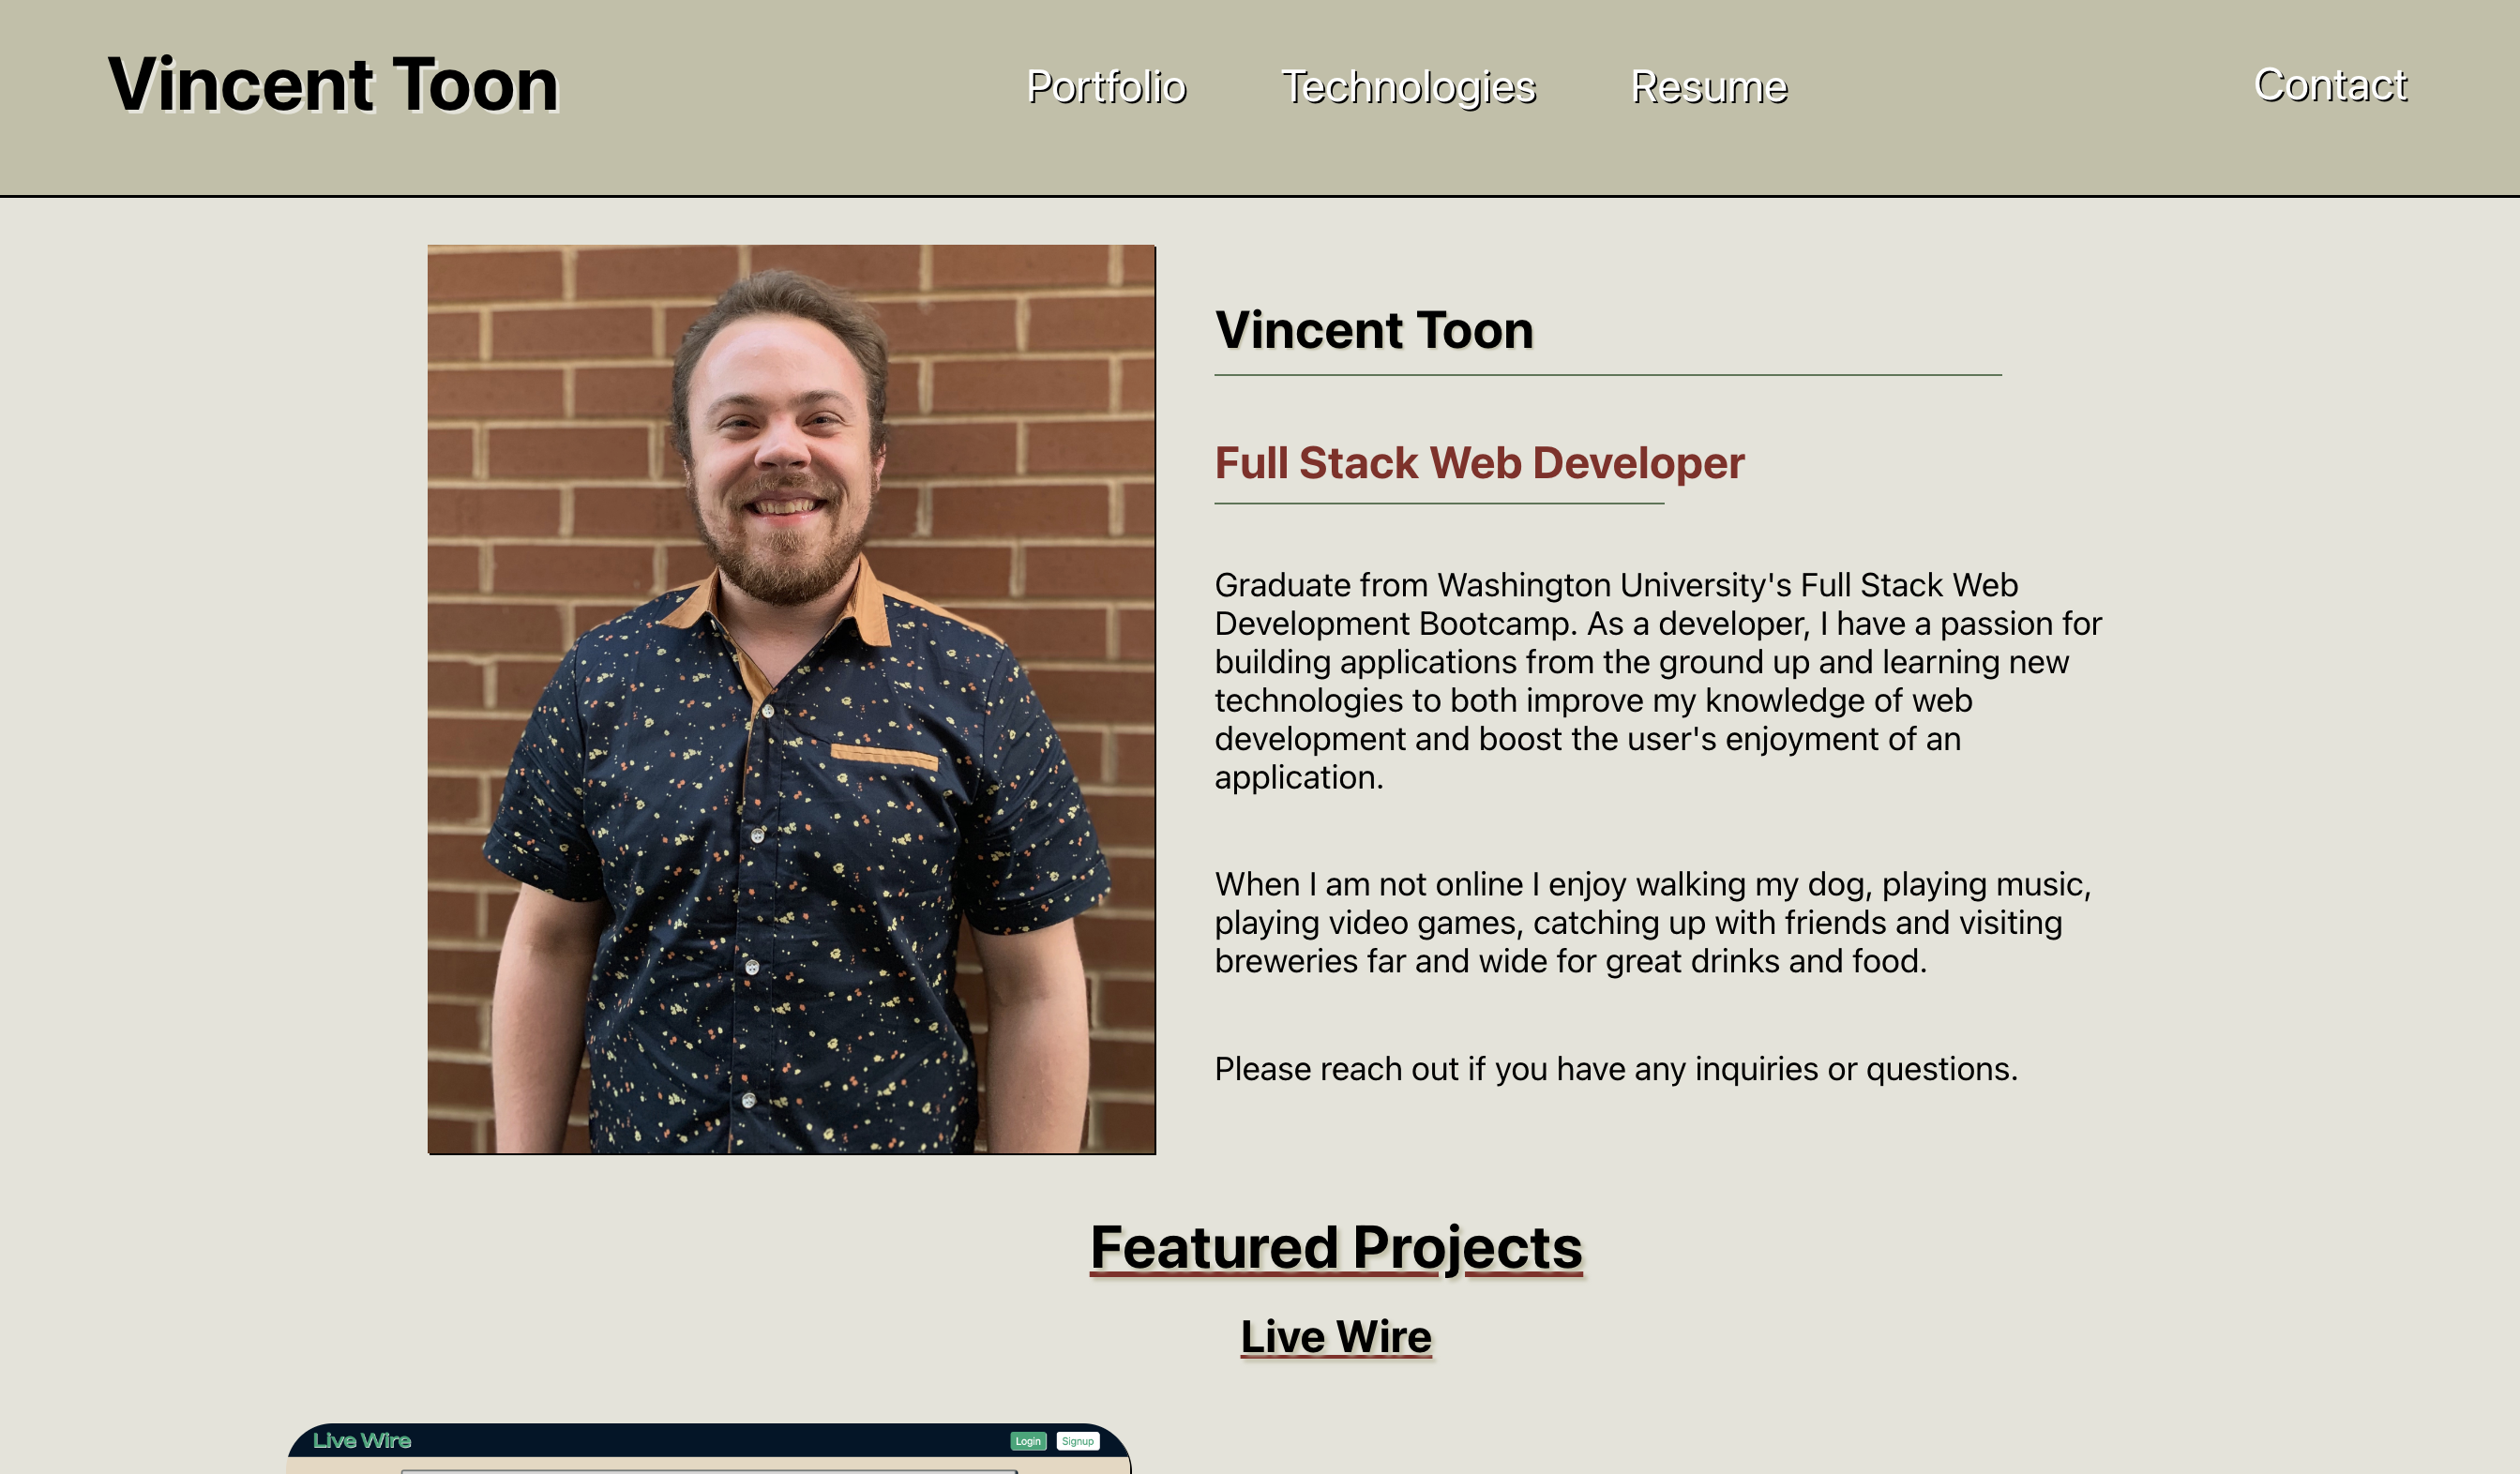 Vincent Toon
Portfolio
Technologies
Resume
Contact
Vincent Toon
Full Stack Web Developer
Graduate from Washington University's Full Stack Web
Development Bootcamp. As a developer, I have a passion for
building applications from the ground up and learning new
technologies to both improve my knowledge of web
development and boost the user's enjoyment of an
application.
When I am not online I enjoy walking my dog, playing music,
playing video games, catching up with friends and visiting
breweries far and wide for great drinks and food.
Please reach out if you have any inquiries or questions.
Featured Projects
Live Wire
Live Wire
Login
Signup